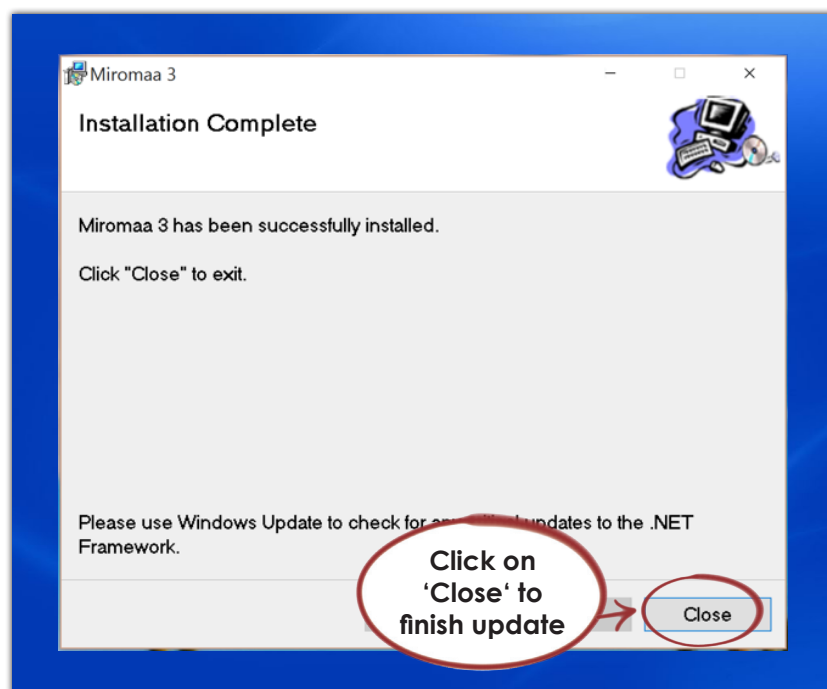 Miromaa 3
Installation Complete
Miromaa 3 has been successfully installed.
Click "Close" to exit.
Please use Windows Update to check for updates to the .NET
Framework.
Click on
‘Close‘ to
finish update
Close